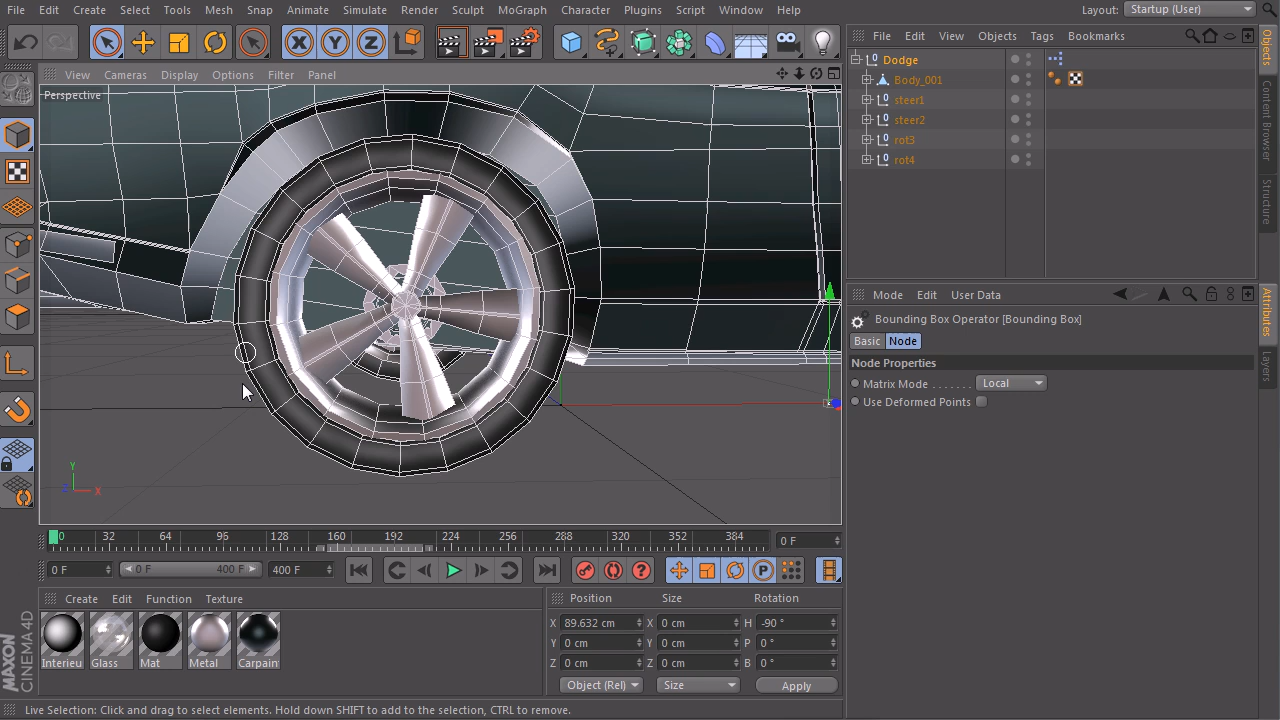 File Edit Create Select Tools Mesh Snap Animate Simulate Render Sculpt MoGraph Character Plugins Script Window Help
Layout: Startup (User)
X Y Z
File Edit View Objects Tags Bookmarks
View Cameras Display Options Filter Panel
Perspective
Dodge
Body_001
steer1
steer2
rot3
rot4
Objects
Content Browser
Structure
Attributes
Layers
Mode Edit User Data
Bounding Box Operator [Bounding Box]
Basic Node
Node Properties
Matrix Mode . . . . . . . Local
Use Deformed Points
Y
Z X
0 32 64 96 128 160 192 224 256 288 320 352 384 0 F
0 F 0 F 400 F 400 F
P
Create Edit Function Texture
Interieu Glass Mat Metal Carpain
Position Size Rotation
X 89.632 cm X 0 cm H -90 °
Y 0 cm Y 0 cm P 0 °
Z 0 cm Z 0 cm B 0 °
Object (Rel) Size Apply
MAXON
CINEMA 4D
Live Selection: Click and drag to select elements. Hold down SHIFT to add to the selection, CTRL to remove.